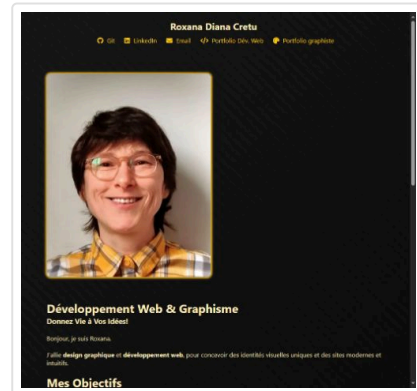 Roxana Diana Cretu
Git LinkedIn Email Portfolio Dév. Web Portfolio graphiste
Développement Web & Graphisme
Donnez Vie à Vos Idées!
Bonjour, je suis Roxana.
J'allie design graphique et développement web, pour concevoir des identités visuelles uniques et des sites modernes et
intuitifs.
Mes Objectifs